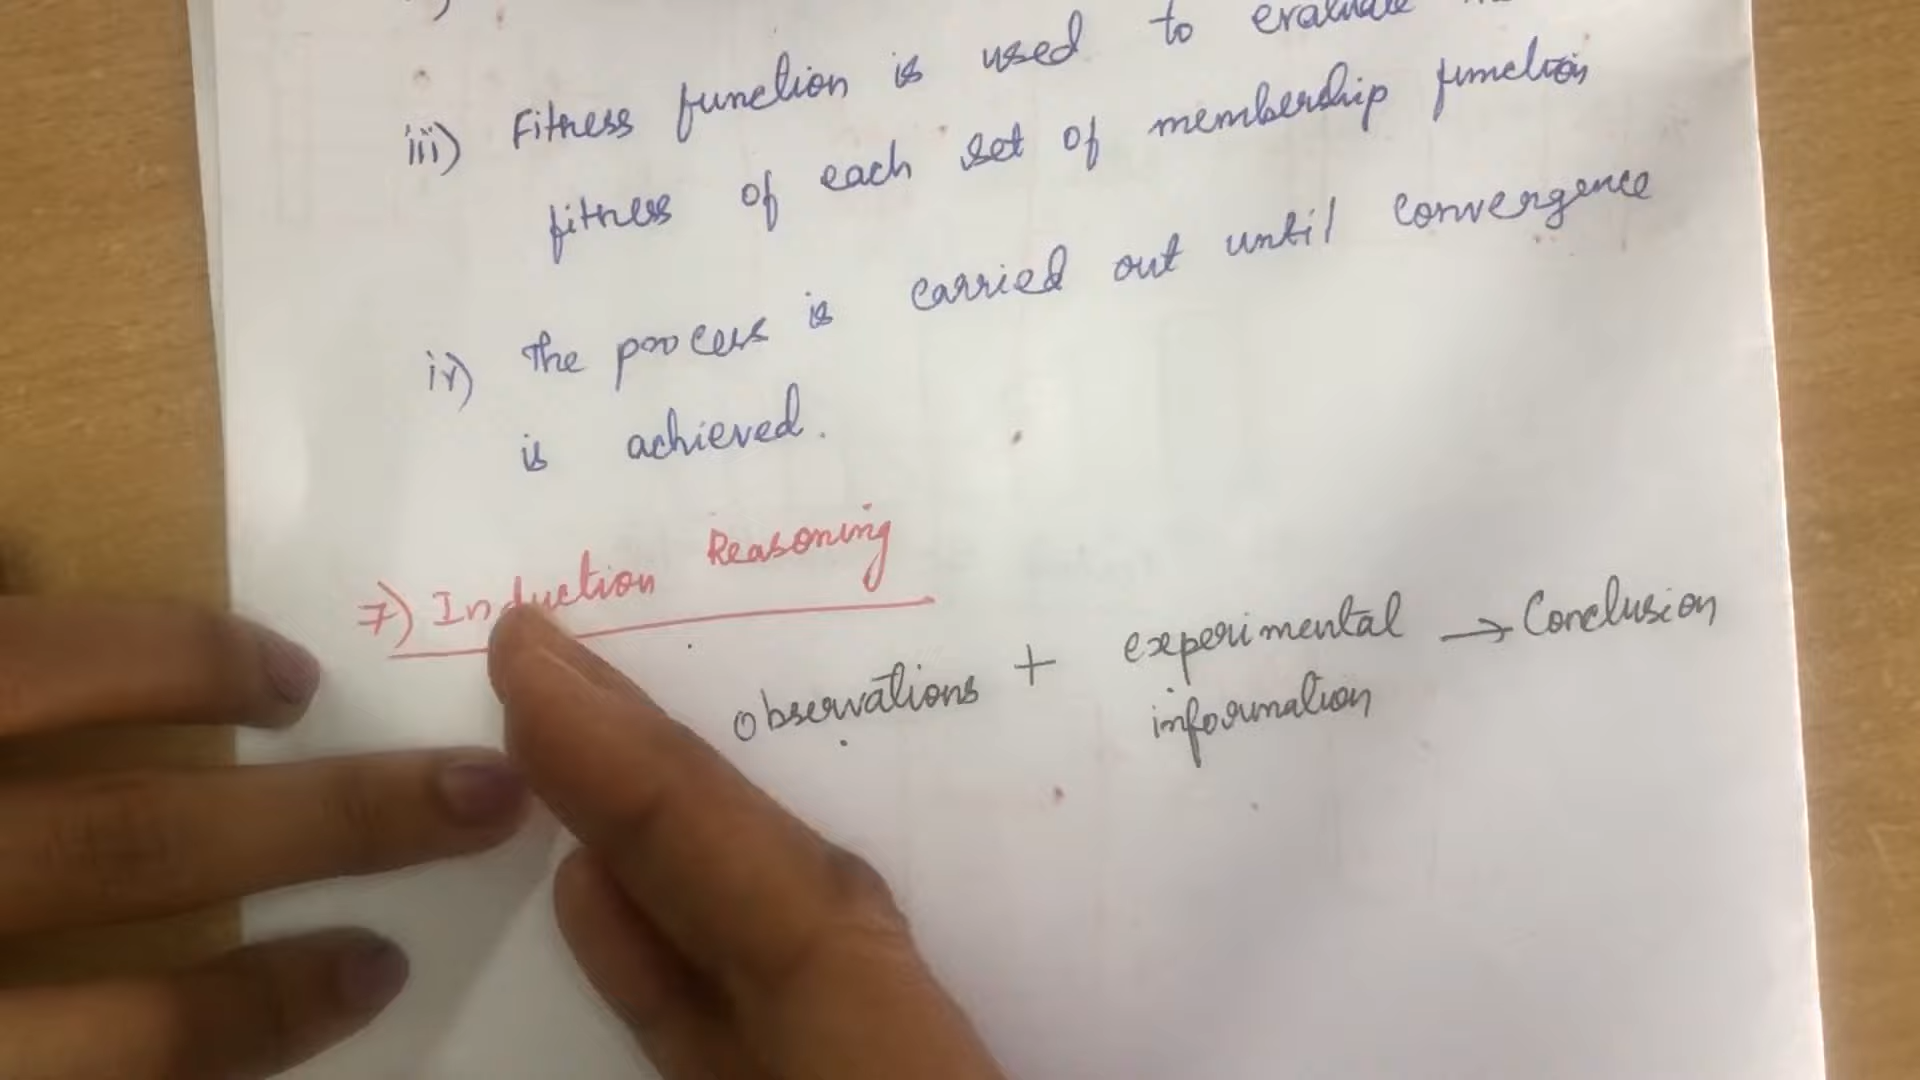 iii) Fitness function is used to evaluate
fitness of each set of membership function
iv) The process is carried out until convergence
is achieved.
7) Induction Reasoning
observations + experimental → Conclusion
information